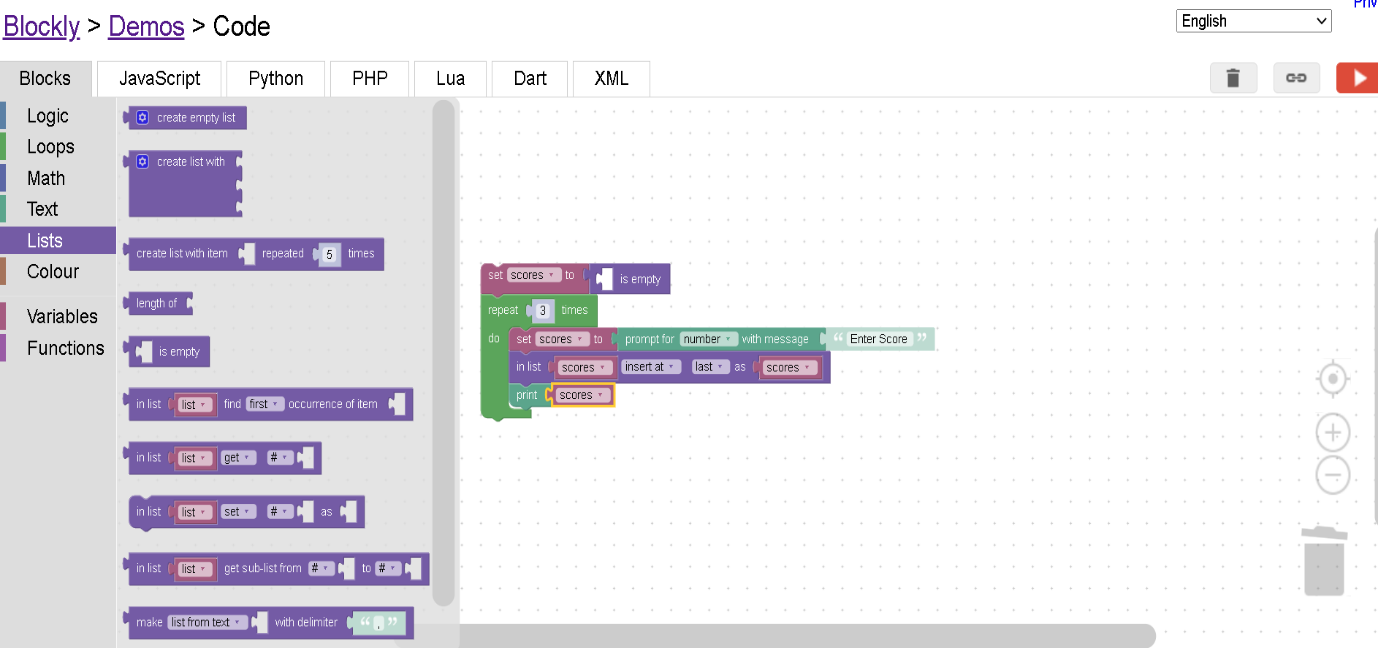 Priv
Blockly > Demos > Code
English
Blocks
JavaScript
Python
PHP
Lua
Dart
XML
Logic
Loops
Math
Text
Lists
Colour
Variables
Functions
create empty list
create list with
create list with item repeated 5 times
length of
is empty
in list list find first occurrence of item
in list list get #
in list list set # as
in list list get sub-list from # to #
make list from text with delimiter “ , ”
set scores to is empty
repeat 3 times
do set scores to prompt for number with message “ Enter Score ”
in list scores insert at last as scores
print scores